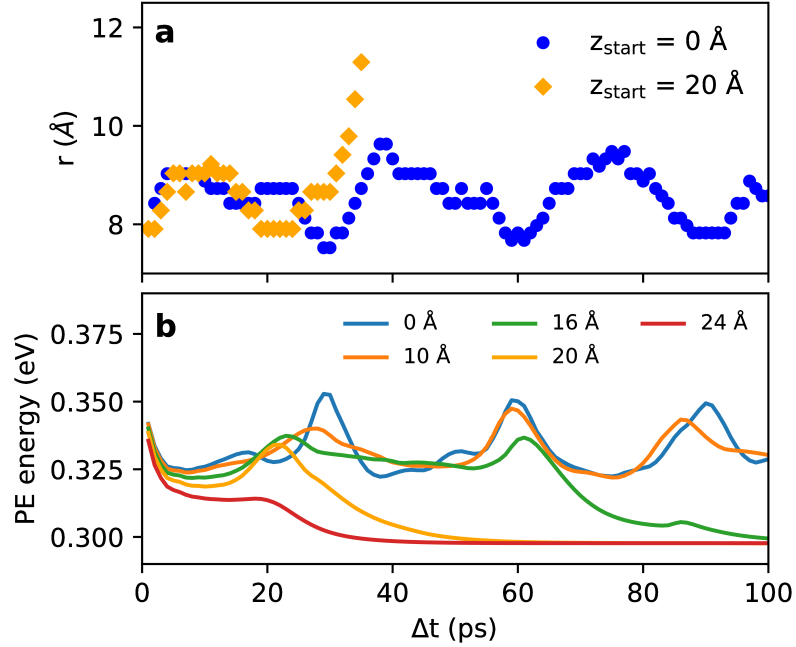 a
12
10
8
r (Å)
z_start = 0 Å
z_start = 20 Å
b
0 Å
16 Å
24 Å
10 Å
20 Å
0.375
0.350
0.325
0.300
PE energy (eV)
0
20
40
60
80
100
Δt (ps)